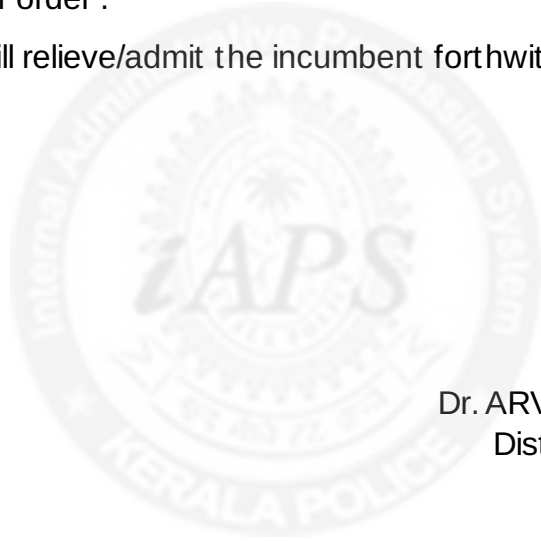 r order .
ill relieve/admit the incumbent forthwit
Internal Administrative Processing System
iAPS
KERALA POLICE
Dr. ARV
Dist